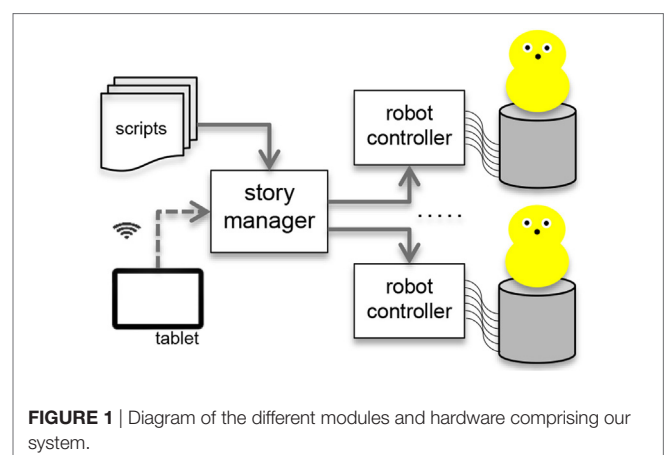 scripts
robot
controller
story
manager
.....
robot
controller
tablet
FIGURE 1 | Diagram of the different modules and hardware comprising our
system.